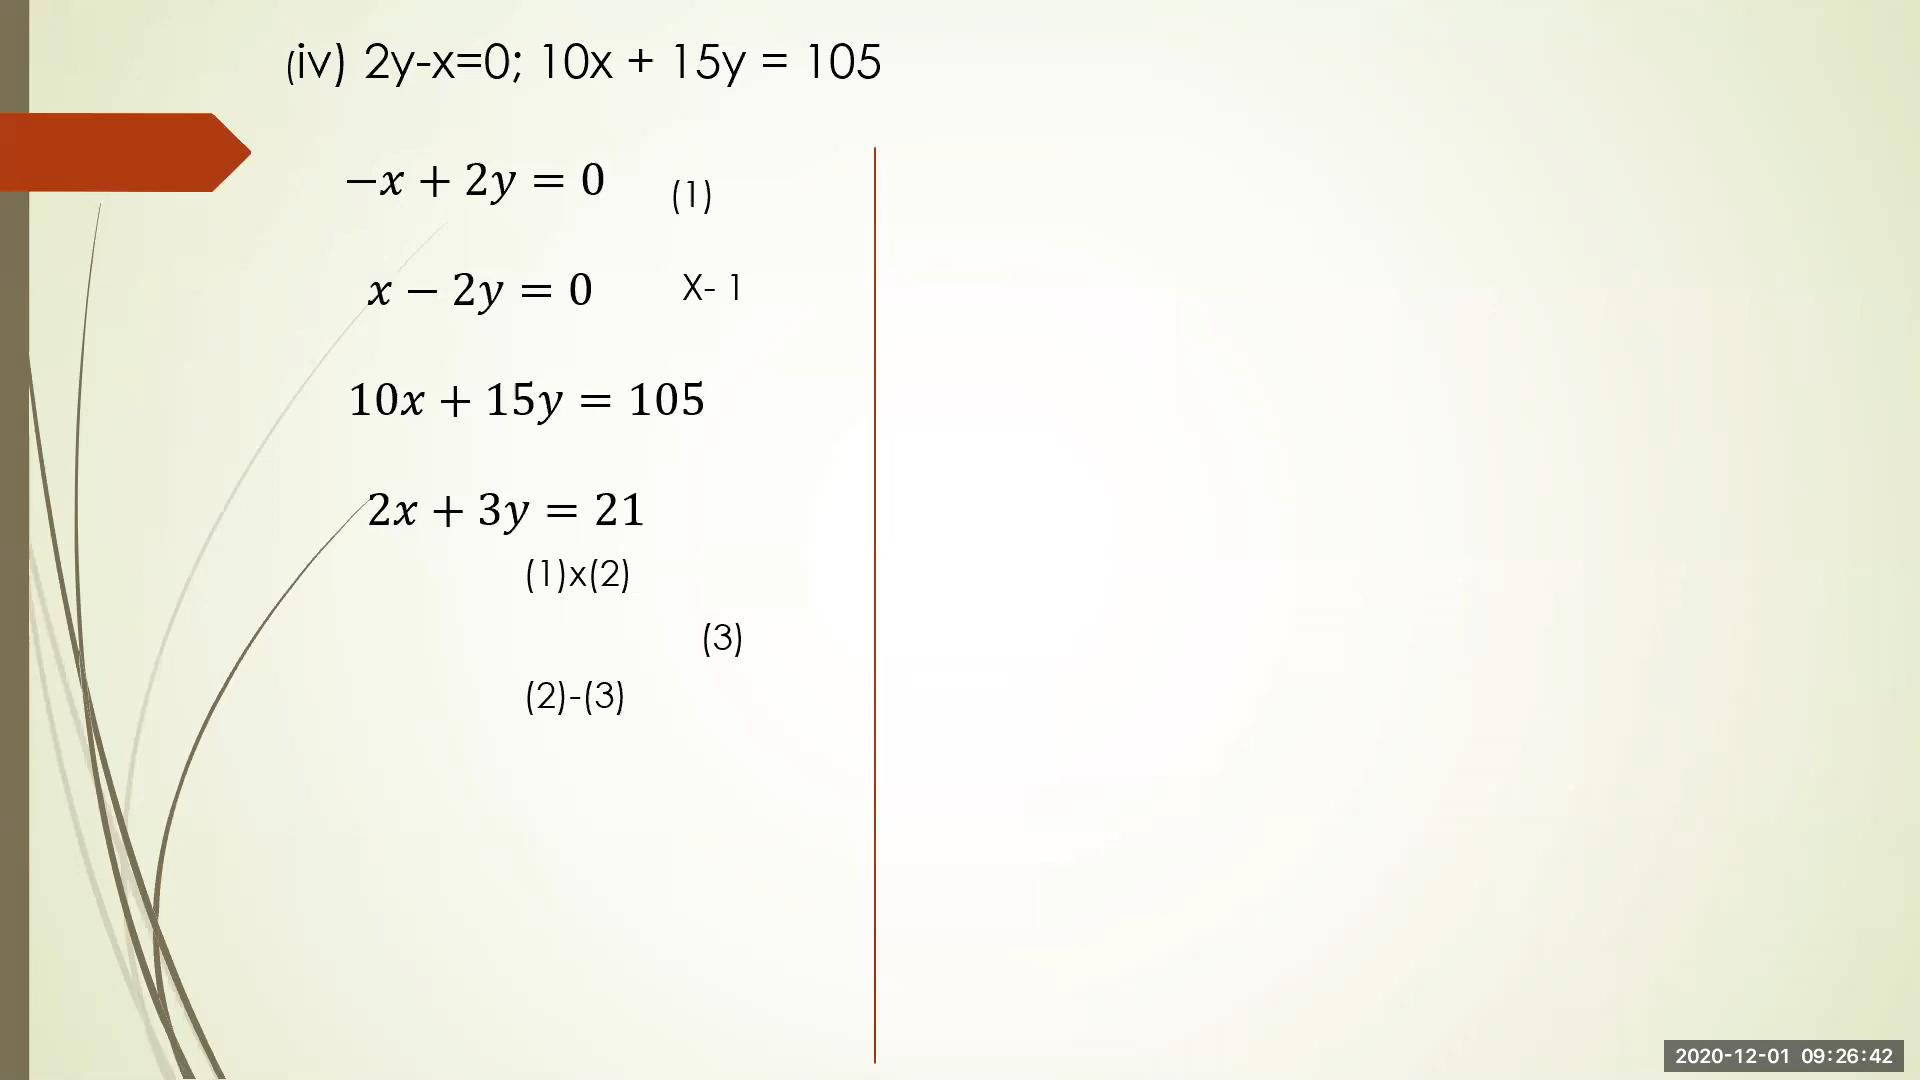 (iv) 2y-x=0; 10x + 15y = 105
−x + 2y = 0 (1)
x − 2y = 0 X- 1
10x + 15y = 105
2x + 3y = 21
(1)x(2)
(3)
(2)-(3)
2020-12-01 09:26:42